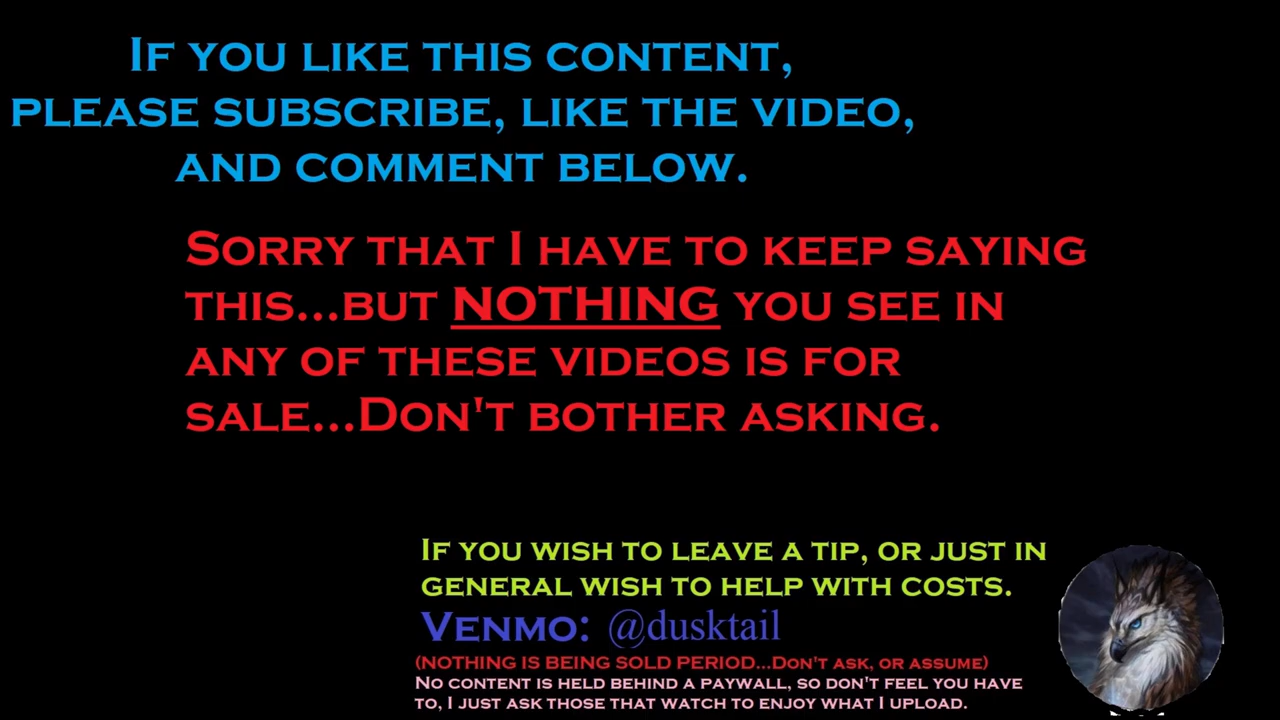 If you like this content,
please subscribe, like the video,
and comment below.
Sorry that I have to keep saying
this...but NOTHING you see in
any of these videos is for
sale...Don't bother asking.
If you wish to leave a tip, or just in
general wish to help with costs.
Venmo: @dusktail
(NOTHING IS BEING SOLD PERIOD...Don't ask, or assume)
No content is held behind a paywall, so don't feel you have
to, I just ask those that watch to enjoy what I upload.